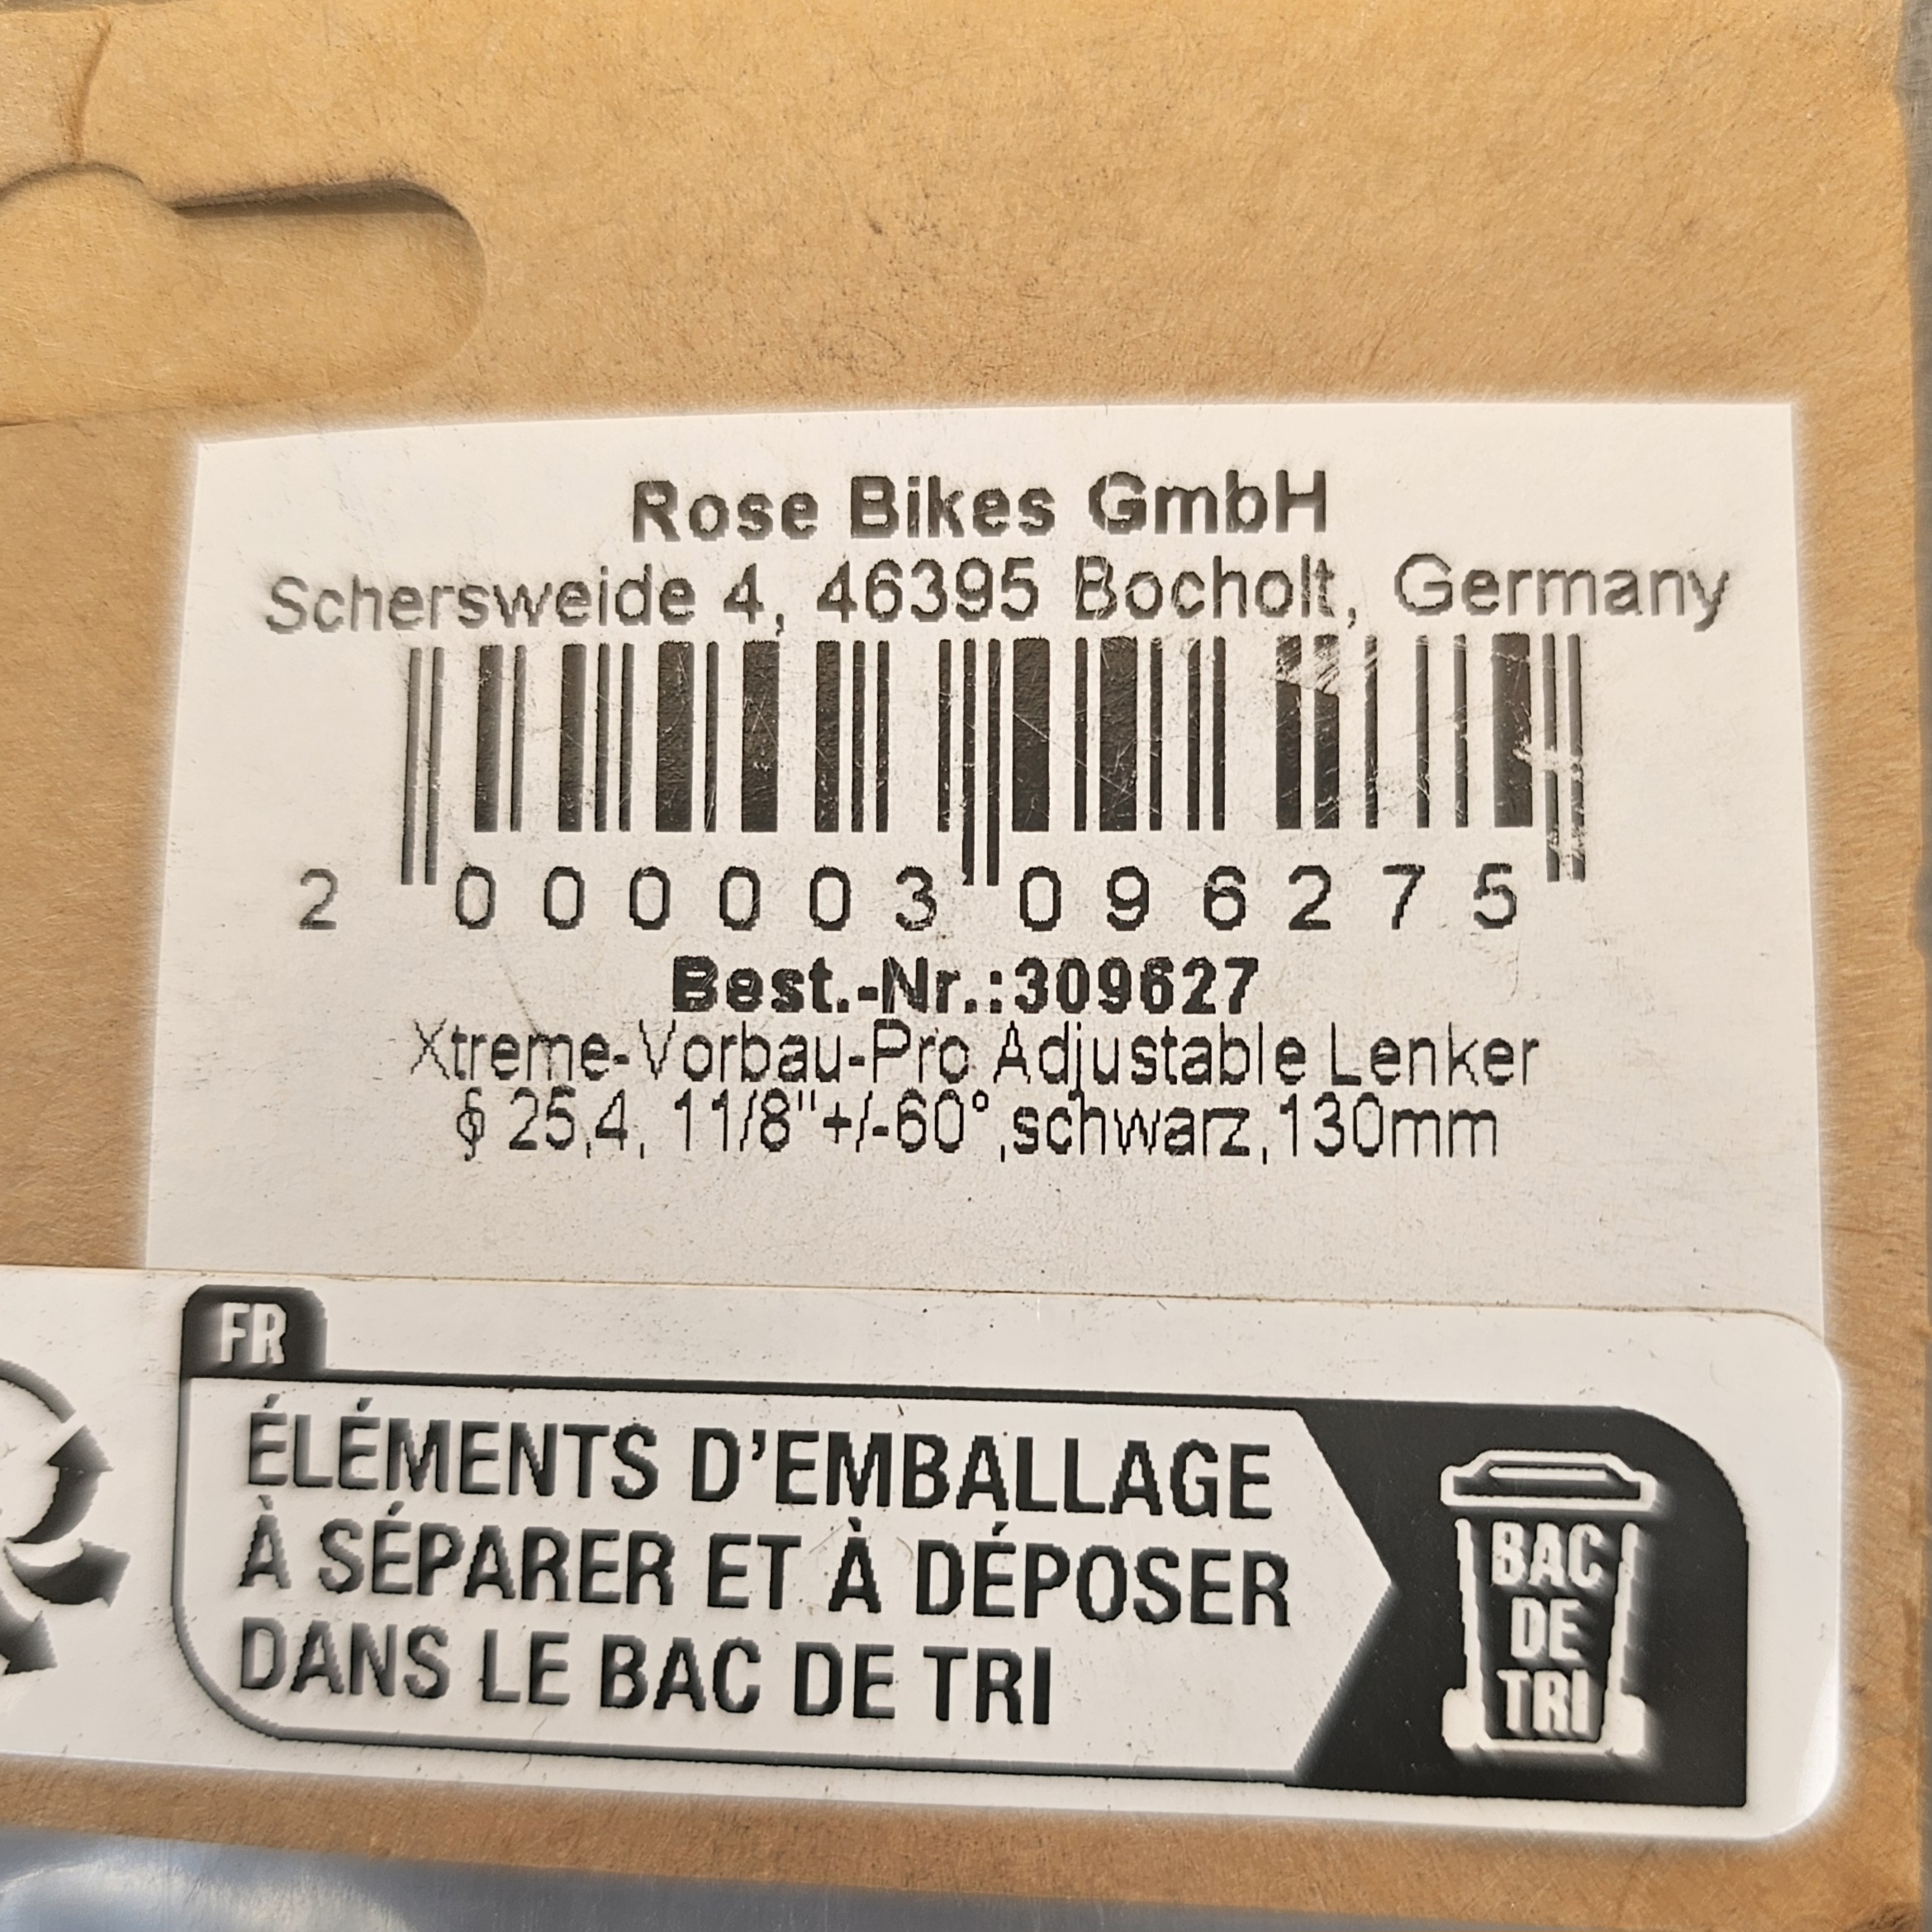 Rose Bikes GmbH
Schersweide 4, 46395 Bocholt, Germany
2 000003 096275
Best.-Nr.:309627
Xtreme-Vorbau-Pro Adjustable Lenker
25,4, 11/8"+/-60°,schwarz,130mm
FR
ÉLÉMENTS D'EMBALLAGE
À SÉPARER ET À DÉPOSER
DANS LE BAC DE TRI
BAC
DE
TRI